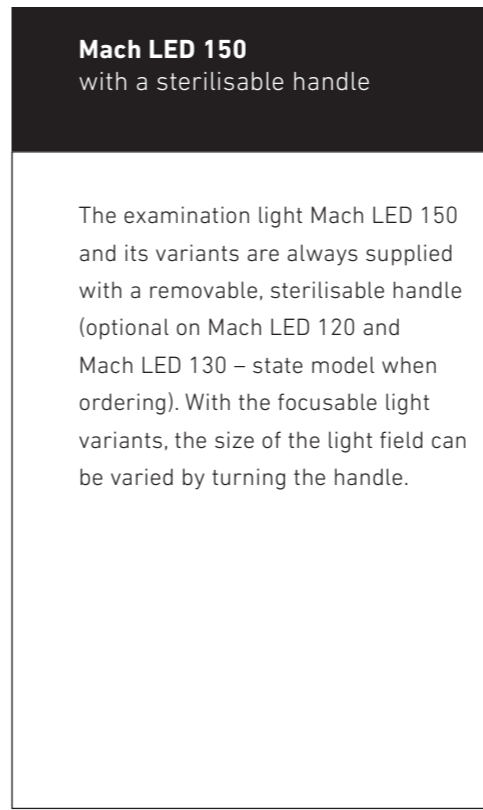 Mach LED 150
with a sterilisable handle
The examination light Mach LED 150
and its variants are always supplied
with a removable, sterilisable handle
(optional on Mach LED 120 and
Mach LED 130 – state model when
ordering). With the focusable light
variants, the size of the light field can
be varied by turning the handle.